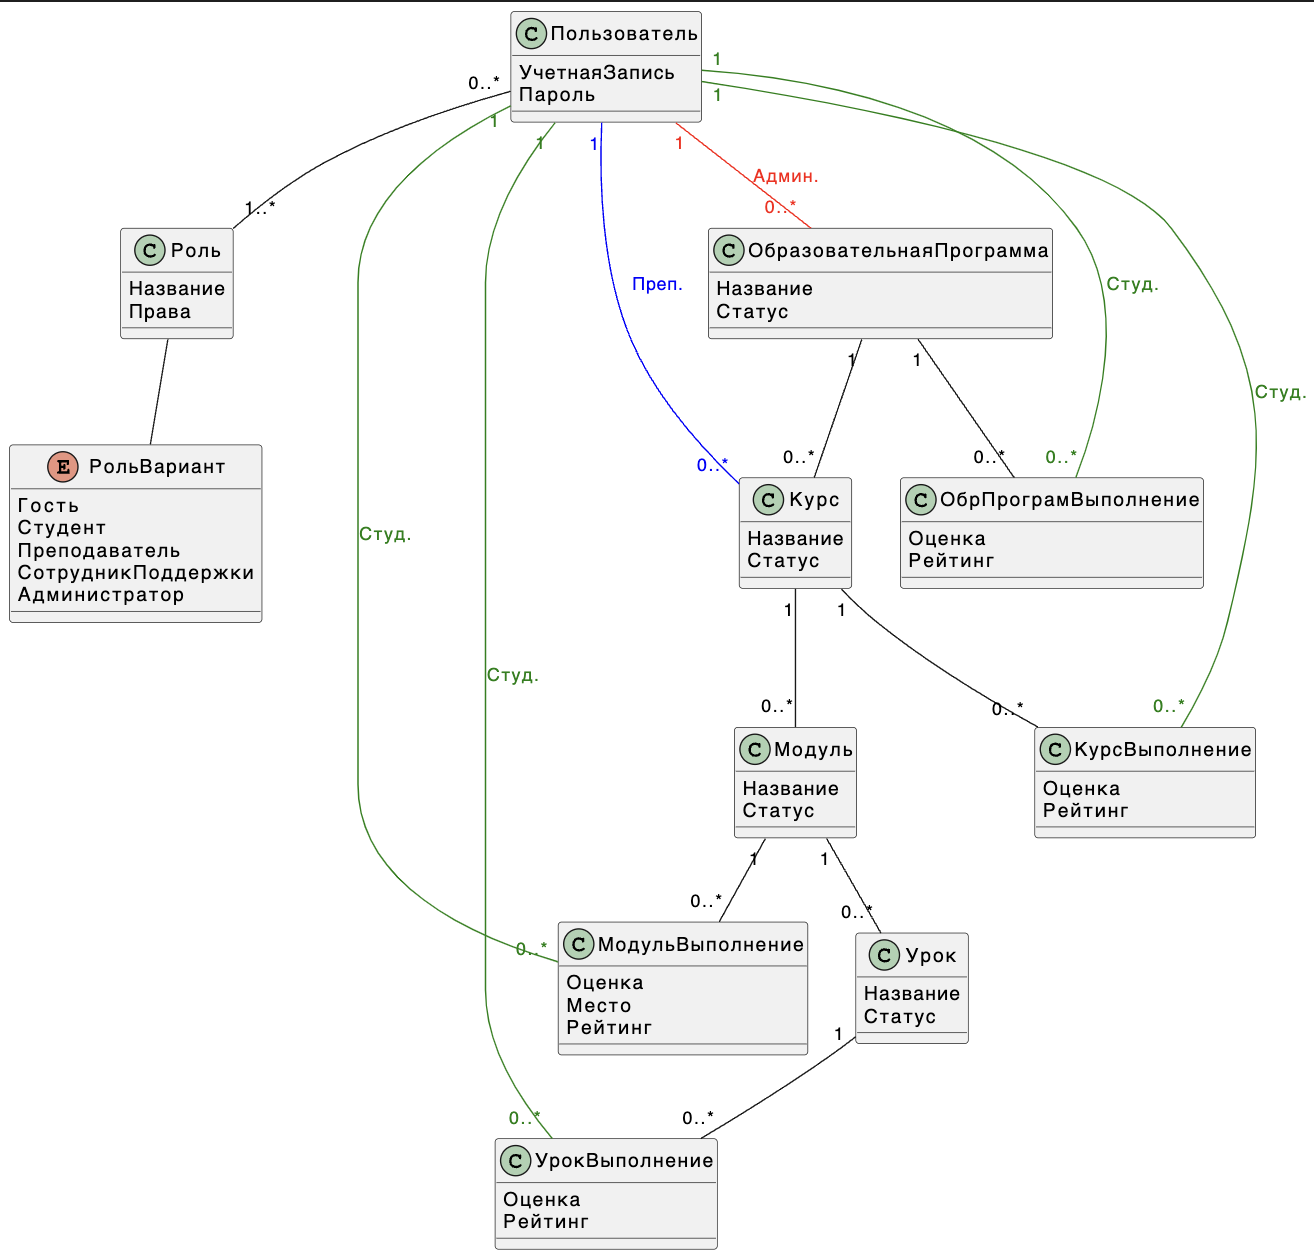 C Пользователь
УчетнаяЗапись
Пароль
1
1
0..*
1
1
1
1
Админ.
1..*
0..*
C Роль
Название
Права
C ОбразовательнаяПрограмма
Название
Статус
Преп.
Студ.
1
1
Студ.
0..*
0..*
0..*
0..*
E РольВариант
Гость
Студент
Преподаватель
СотрудникПоддержки
Администратор
C Курс
Название
Статус
C ОбрПрограмВыполнение
Оценка
Рейтинг
Студ.
1
1
Студ.
0..*
0..*
0..*
C Модуль
Название
Статус
C КурсВыполнение
Оценка
Рейтинг
1
1
0..*
0..*
0..*
C МодульВыполнение
Оценка
Место
Рейтинг
C Урок
Название
Статус
1
0..*
0..*
C УрокВыполнение
Оценка
Рейтинг